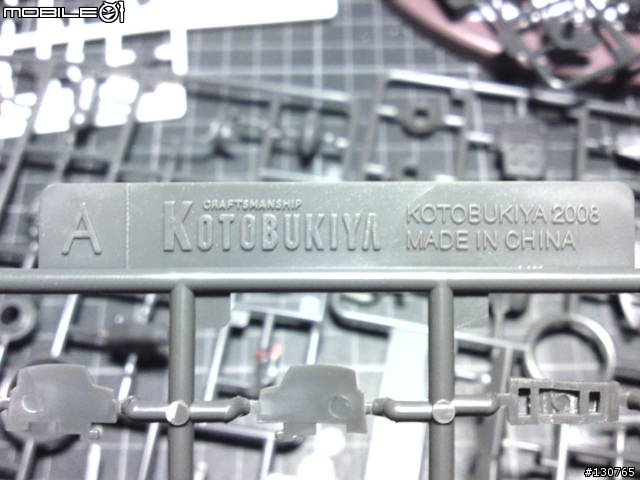 MOBILE01
A
CRAFTSMANSHIP
KOTOBUKIYA
KOTOBUKIYA 2008
MADE IN CHINA
#130765